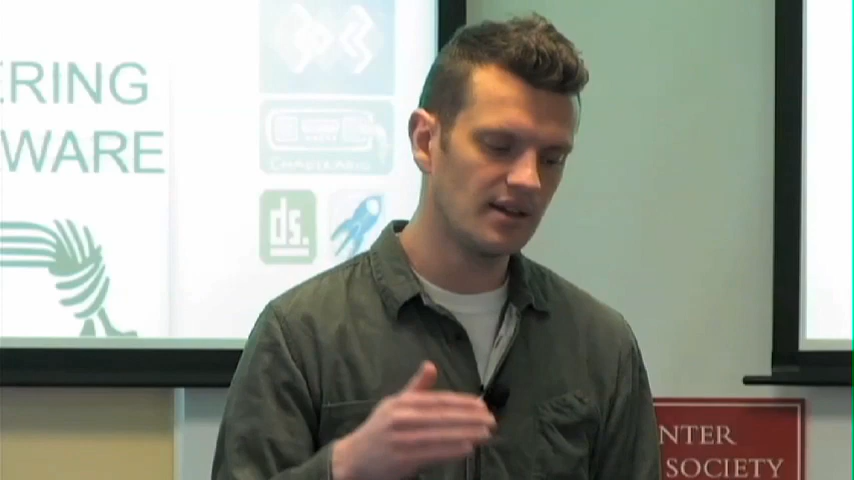 ERING
WARE
ds.
NTER
SOCIETY